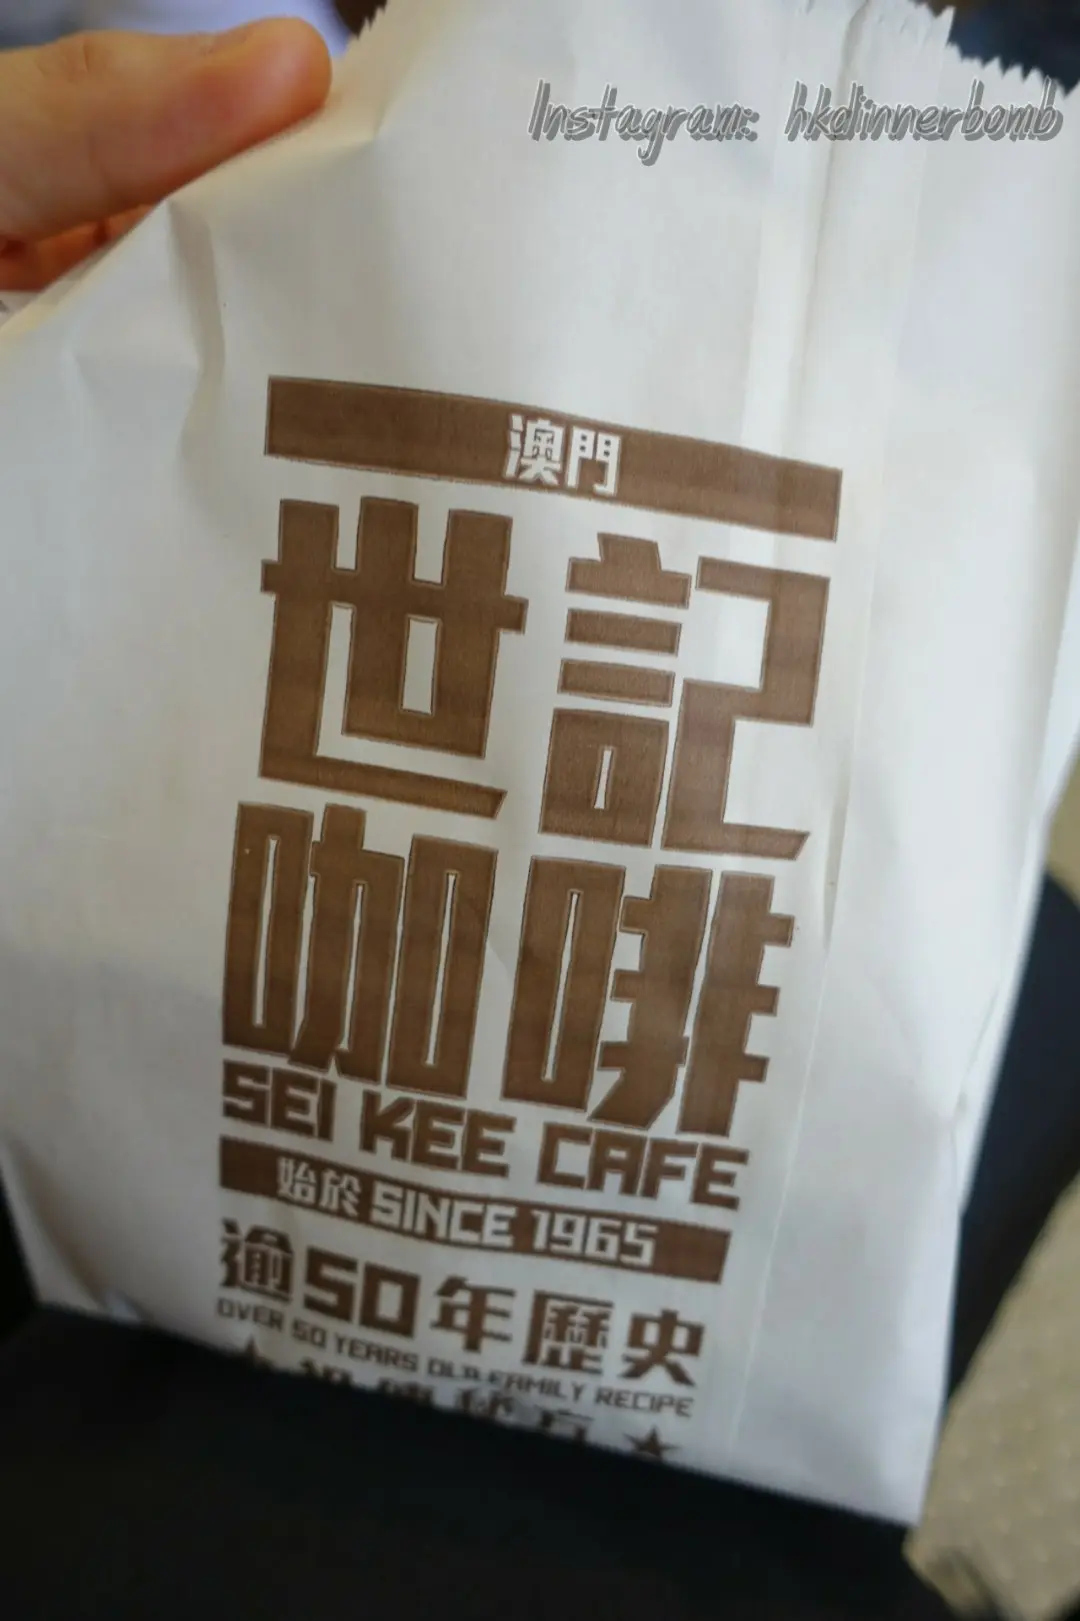 Instagram: hkdinnerbomb
澳門
世記
咖啡
SEI KEE CAFE
始於 SINCE 1965
逾50年歷史
OVER 50 YEARS OLD FAMILY RECIPE